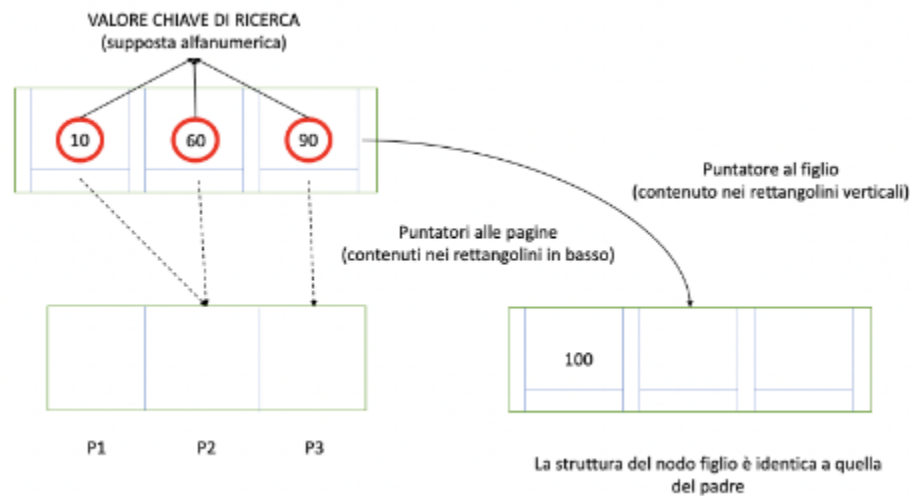 VALORE CHIAVE DI RICERCA
(supposta alfanumerica)
10
60
90
Puntatore al figlio
(contenuto nei rettangolini verticali)
Puntatori alle pagine
(contenuti nei rettangolini in basso)
100
P1
P2
P3
La struttura del nodo figlio è identica a quella
del padre